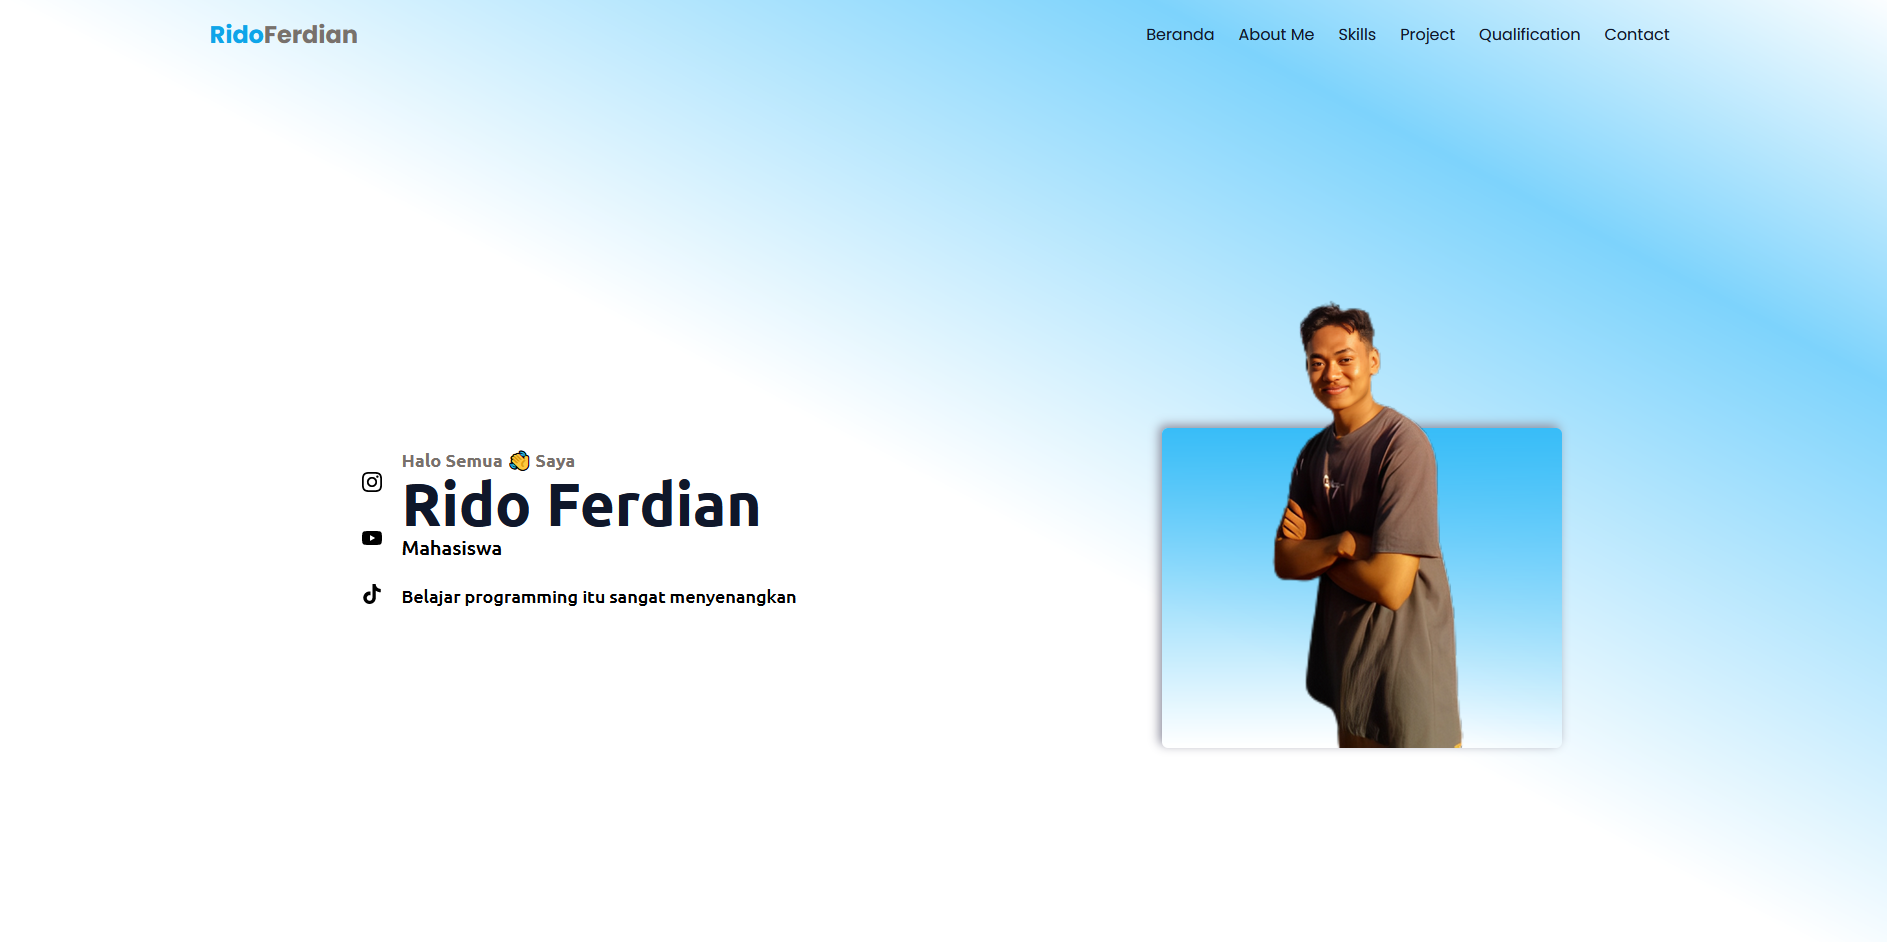 RidoFerdian
Beranda About Me Skills Project Qualification Contact
Halo Semua 👏 Saya
Rido Ferdian
Mahasiswa
Belajar programming itu sangat menyenangkan